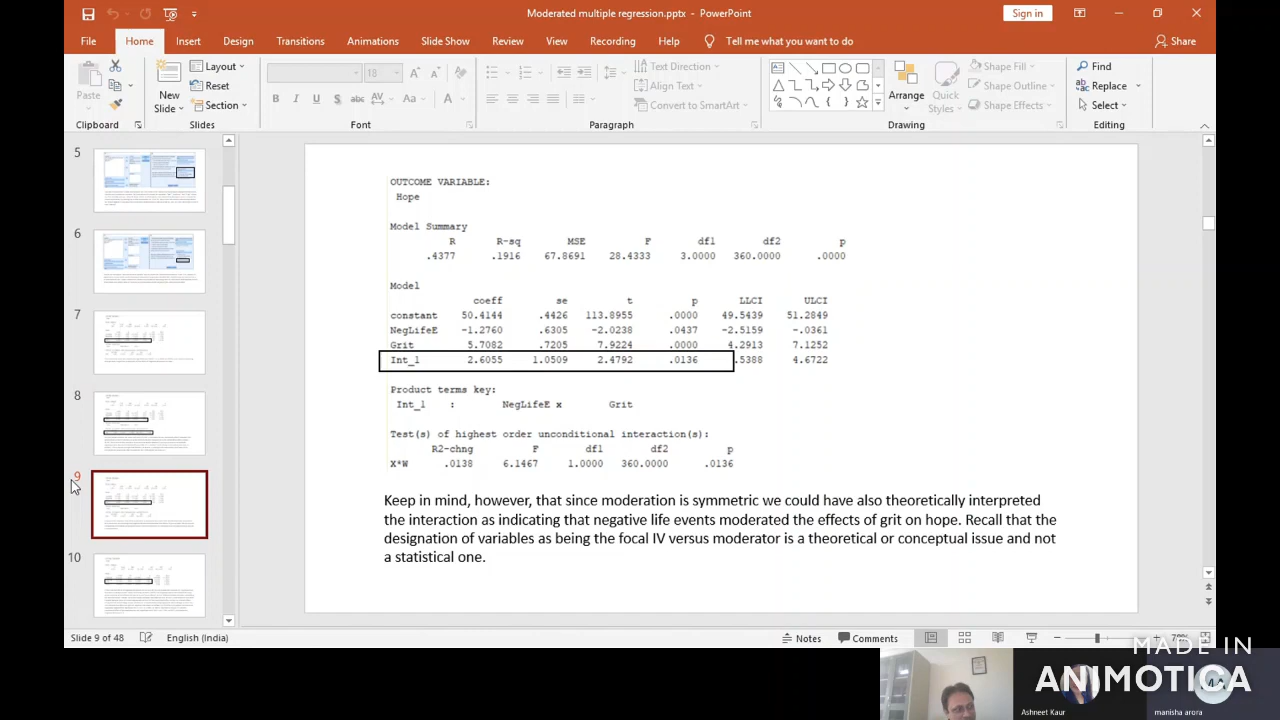 Moderated multiple regression.pptx - PowerPoint
Sign in
File Home Insert Design Transitions Animations Slide Show Review View Recording Help Tell me what you want to do Share
Paste
New Slide
Layout
Reset
Section
18
B I U S abc AV Aa A
Text Direction
Align Text
Convert to SmartArt
Arrange
Quick Styles
Shape Fill
Shape Outline
Shape Effects
Find
Replace
Select
Clipboard Slides Font Paragraph Drawing Editing
5
6
7
8
9
10
OUTCOME VARIABLE:
Hope
Model Summary
R R-sq MSE F df1 df2 p
.4377 .1916 67.8691 28.4333 3.0000 360.0000 .0000
Model
coeff se t p LLCI ULCI
constant 50.4144 .4426 113.8955 .0000 49.5439 51.2849
NegLifeE -1.2760 .6305 -2.0238 .0437 -2.5159 -.0361
Grit 5.7082 .7205 7.9224 .0000 4.2913 7.1252
Int_1 2.6055 1.0509 2.4792 .0136 .5388 4.6722
Product terms key:
Int_1 : NegLifeE x Grit
Test(s) of highest order unconditional interaction(s):
R2-chng F df1 df2 p
X*W .0138 6.1467 1.0000 360.0000 .0136
Keep in mind, however, that since moderation is symmetric we could have also theoretically interpreted
the interaction as indicating that negative life events moderated the effects of grit on hope. Recall that the
designation of variables as being the focal IV versus moderator is a theoretical or conceptual issue and not
a statistical one.
Slide 9 of 48 English (India) Notes Comments
MADE IN
ANIMOTICA
Ashneet Kaur
manisha arora